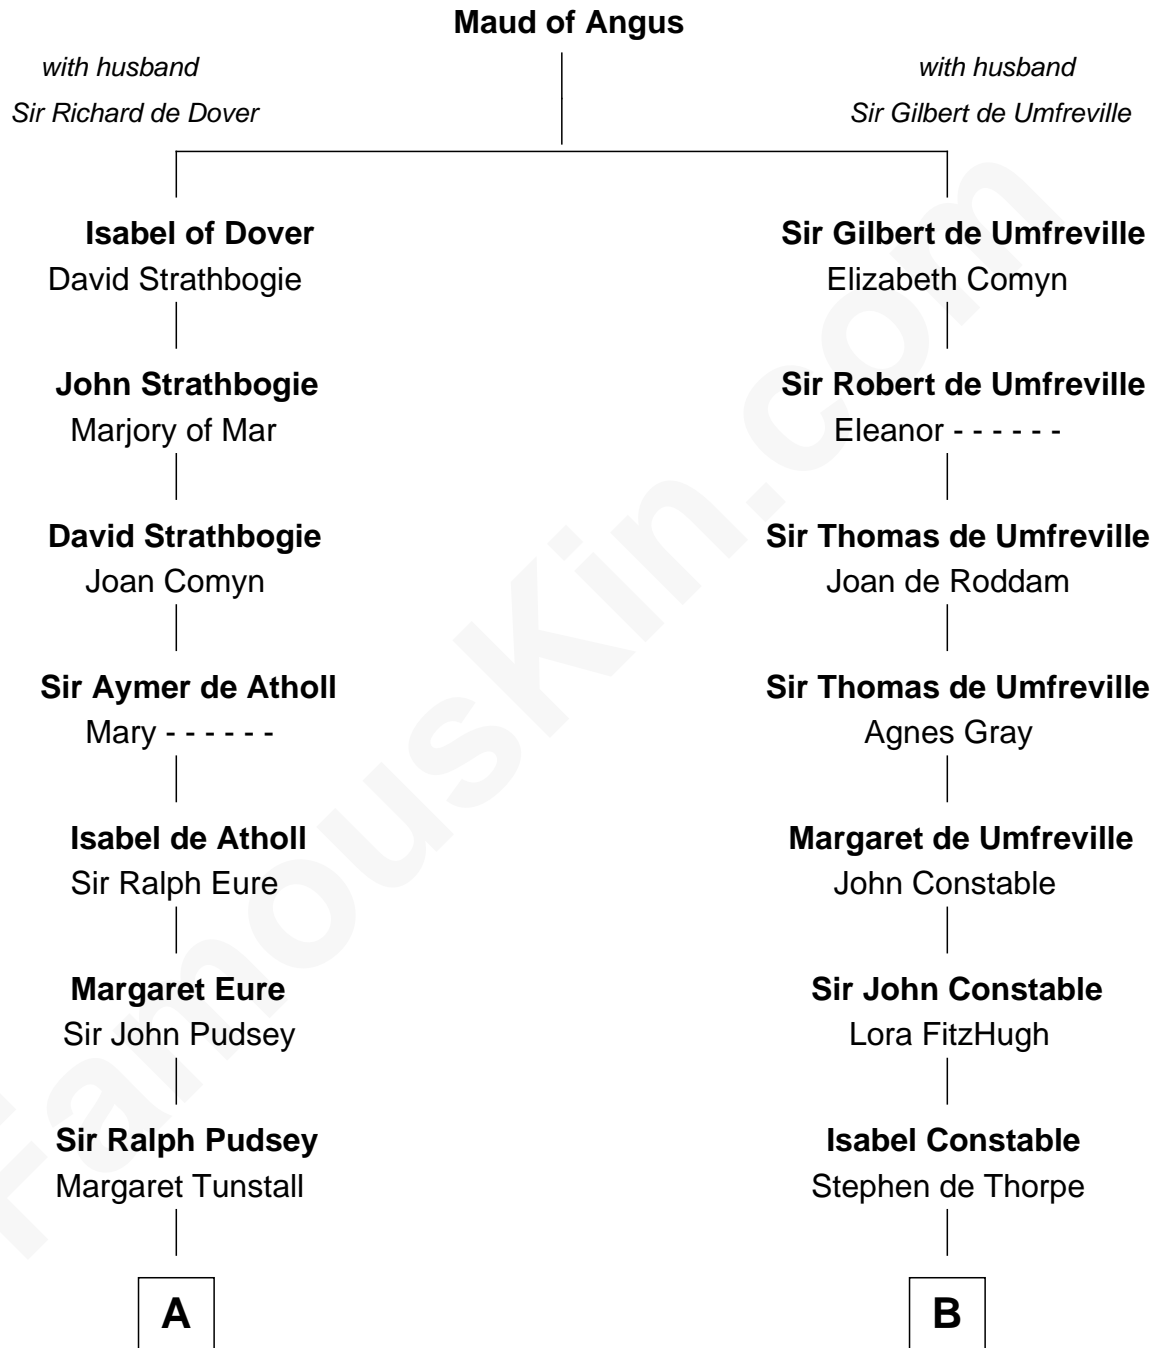 Maud of Angus
with husband
Sir Richard de Dover
with husband
Sir Gilbert de Umfreville
Isabel of Dover
David Strathbogie
Sir Gilbert de Umfreville
Elizabeth Comyn
John Strathbogie
Marjory of Mar
Sir Robert de Umfreville
Eleanor - - - - - -
David Strathbogie
Joan Comyn
Sir Thomas de Umfreville
Joan de Roddam
Sir Aymer de Atholl
Mary - - - - - -
Sir Thomas de Umfreville
Agnes Gray
Isabel de Atholl
Sir Ralph Eure
Margaret de Umfreville
John Constable
Margaret Eure
Sir John Pudsey
Sir John Constable
Lora FitzHugh
Sir Ralph Pudsey
Margaret Tunstall
Isabel Constable
Stephen de Thorpe
A
B
FamousKin.com